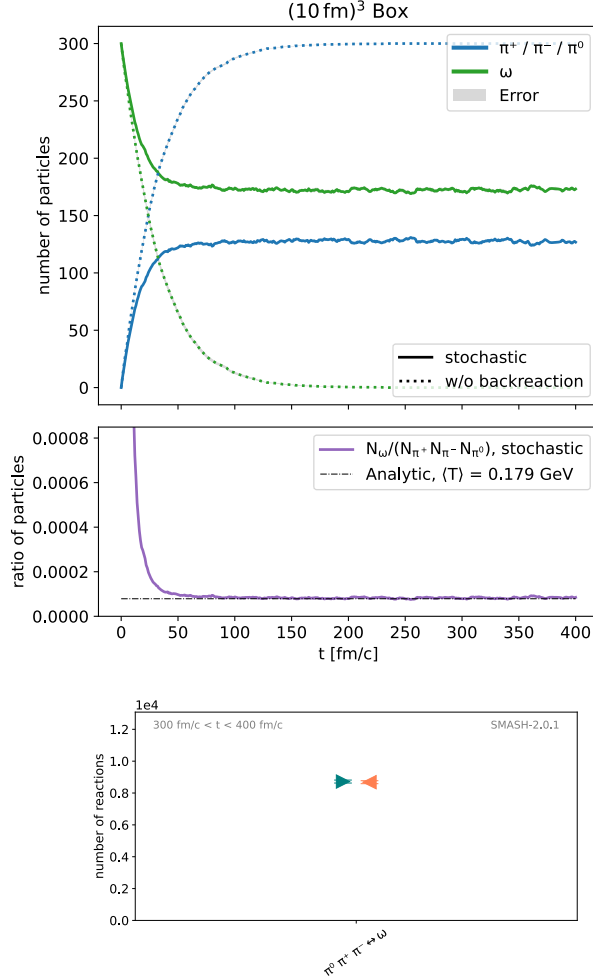 (10 fm)³ Box
300
250
200
150
100
50
0
number of particles
π⁺ / π⁻ / π⁰
ω
Error
stochastic
w/o backreaction
0.0008
0.0006
0.0004
0.0002
0.0000
ratio of particles
N_ω/(N_π⁺ N_π⁻ N_π⁰), stochastic
Analytic, ⟨T⟩ = 0.179 GeV
0 50 100 150 200 250 300 350 400
t [fm/c]
1e4
300 fm/c < t < 400 fm/c
SMASH-2.0.1
1.2
1.0
0.8
0.6
0.4
0.2
0.0
number of reactions
π⁰ π⁺ π⁻ ↔ ω